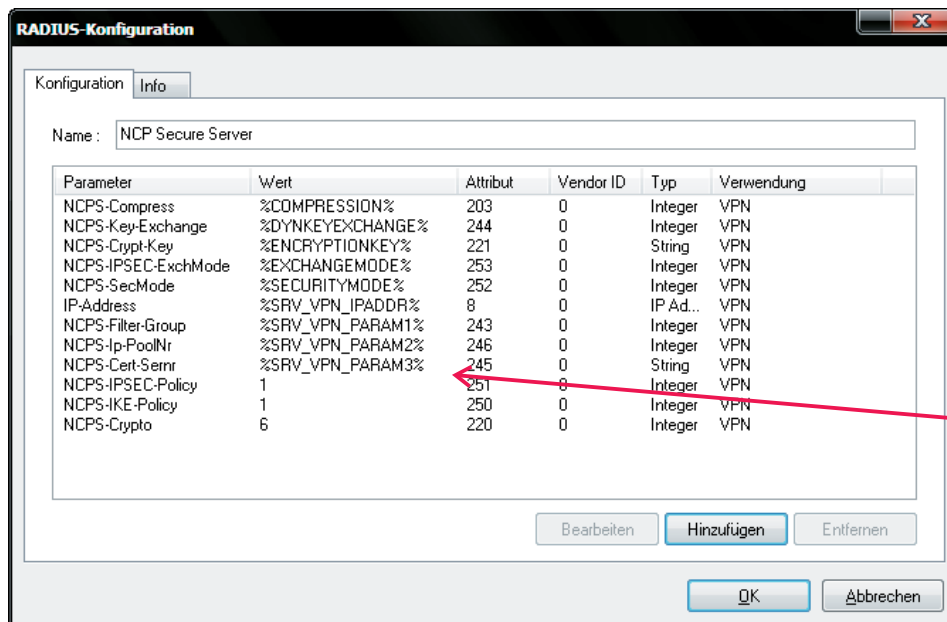 RADIUS-Konfiguration
Konfiguration Info
Name : NCP Secure Server
Parameter Wert Attribut Vendor ID Typ Verwendung
NCPS-Compress %COMPRESSION% 203 0 Integer VPN
NCPS-Key-Exchange %DYNKEYEXCHANGE% 244 0 Integer VPN
NCPS-Crypt-Key %ENCRYPTIONKEY% 221 0 String VPN
NCPS-IPSEC-ExchMode %EXCHANGEMODE% 253 0 Integer VPN
NCPS-SecMode %SECURITYMODE% 252 0 Integer VPN
IP-Address %SRV_VPN_IPADDR% 8 0 IP Ad... VPN
NCPS-Filter-Group %SRV_VPN_PARAM1% 243 0 Integer VPN
NCPS-Ip-PoolNr %SRV_VPN_PARAM2% 246 0 Integer VPN
NCPS-Cert-Sernr %SRV_VPN_PARAM3% 245 0 String VPN
NCPS-IPSEC-Policy 1 251 0 Integer VPN
NCPS-IKE-Policy 1 250 0 Integer VPN
NCPS-Crypto 6 220 0 Integer VPN
Bearbeiten Hinzufügen Entfernen
OK Abbrechen